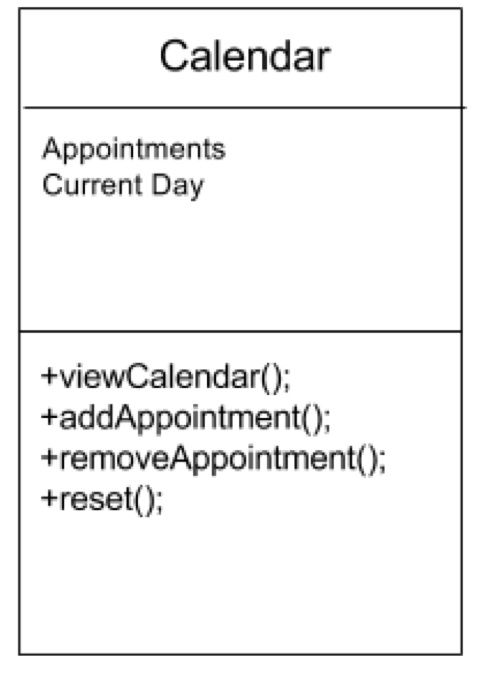 Calendar
Appointments
Current Day
+viewCalendar();
+addAppointment();
+removeAppointment();
+reset();